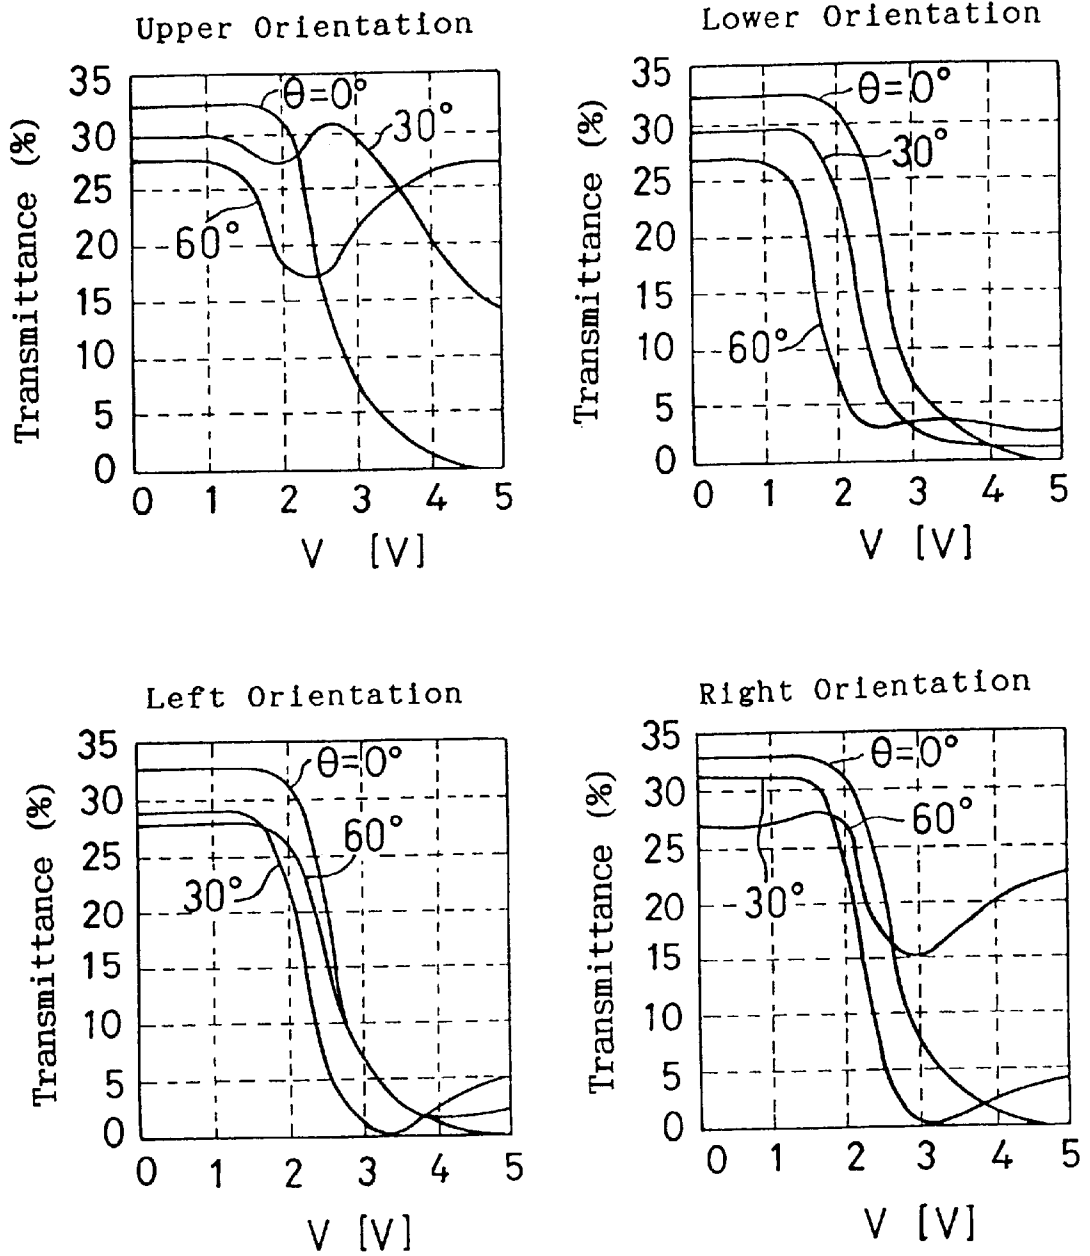 Upper Orientation
Transmittance (%)
35
30
25
20
15
10
5
0
θ=0°
30°
60°
0 1 2 3 4 5
V [V]
Lower Orientation
Transmittance (%)
35
30
25
20
15
10
5
0
θ=0°
30°
60°
0 1 2 3 4 5
V [V]
Left Orientation
Transmittance (%)
35
30
25
20
15
10
5
0
θ=0°
60°
30°
0 1 2 3 4 5
V [V]
Right Orientation
Transmittance (%)
35
30
25
20
15
10
5
0
θ=0°
60°
30°
0 1 2 3 4 5
V [V]